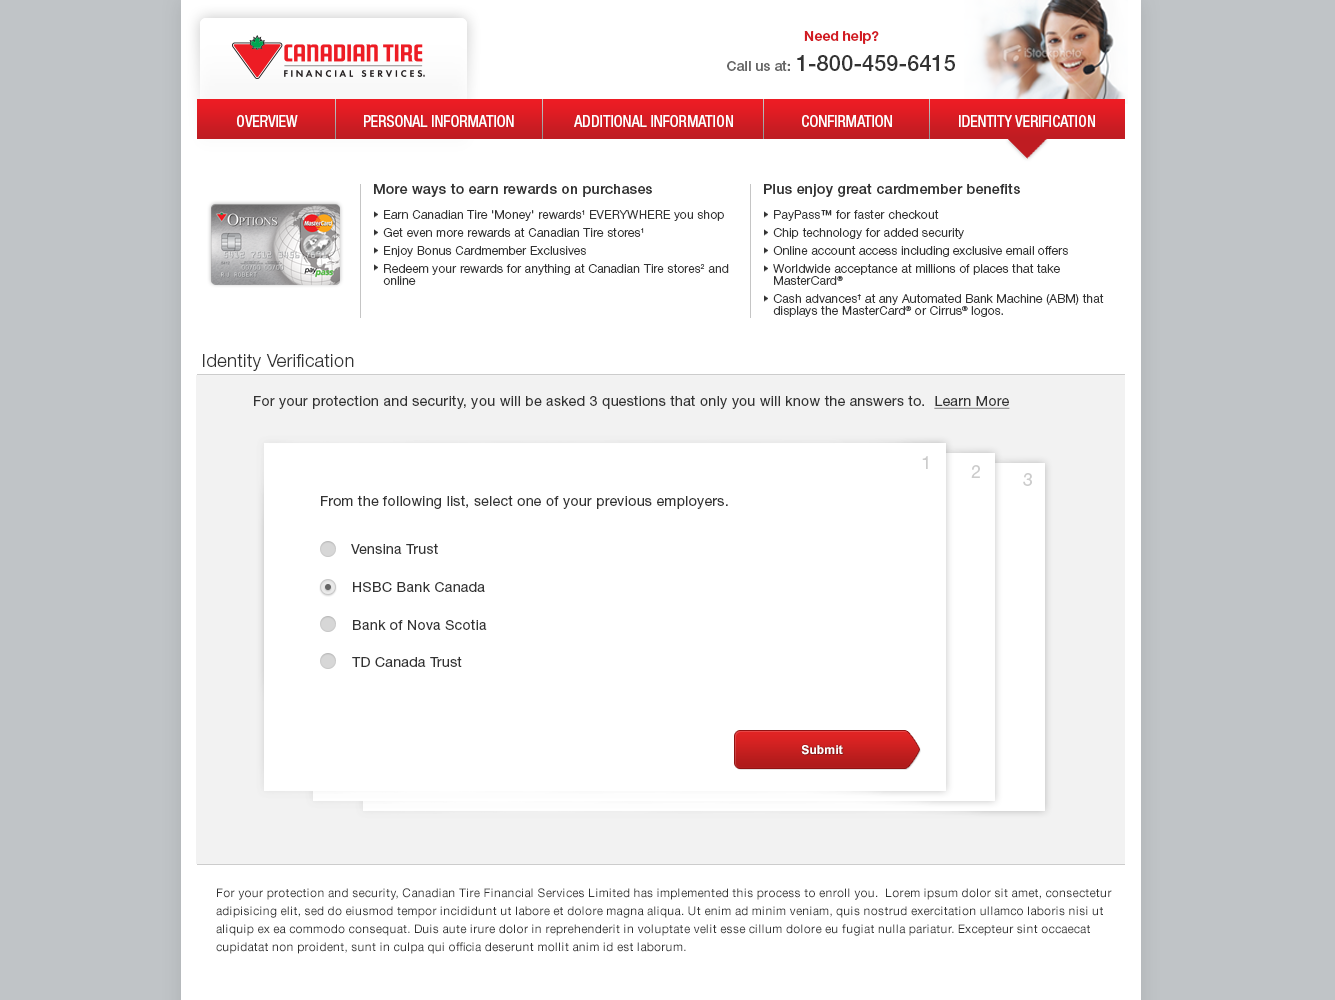 CANADIAN TIRE
FINANCIAL SERVICES.
Need help?
Call us at: 1-800-459-6415
iStockphoto
OVERVIEW
PERSONAL INFORMATION
ADDITIONAL INFORMATION
CONFIRMATION
IDENTITY VERIFICATION
OPTIONS
MasterCard
PayPass
More ways to earn rewards on purchases
Earn Canadian Tire 'Money' rewards† EVERYWHERE you shop
Get even more rewards at Canadian Tire stores†
Enjoy Bonus Cardmember Exclusives
Redeem your rewards for anything at Canadian Tire stores² and
online
Plus enjoy great cardmember benefits
PayPass™ for faster checkout
Chip technology for added security
Online account access including exclusive email offers
Worldwide acceptance at millions of places that take
MasterCard®
Cash advances† at any Automated Bank Machine (ABM) that
displays the MasterCard® or Cirrus® logos.
Identity Verification
For your protection and security, you will be asked 3 questions that only you will know the answers to. Learn More
1
2
3
From the following list, select one of your previous employers.
Vensina Trust
HSBC Bank Canada
Bank of Nova Scotia
TD Canada Trust
Submit
For your protection and security, Canadian Tire Financial Services Limited has implemented this process to enroll you.  Lorem ipsum dolor sit amet, consectetur
adipisicing elit, sed do eiusmod tempor incididunt ut labore et dolore magna aliqua. Ut enim ad minim veniam, quis nostrud exercitation ullamco laboris nisi ut
aliquip ex ea commodo consequat. Duis aute irure dolor in reprehenderit in voluptate velit esse cillum dolore eu fugiat nulla pariatur. Excepteur sint occaecat
cupidatat non proident, sunt in culpa qui officia deserunt mollit anim id est laborum.